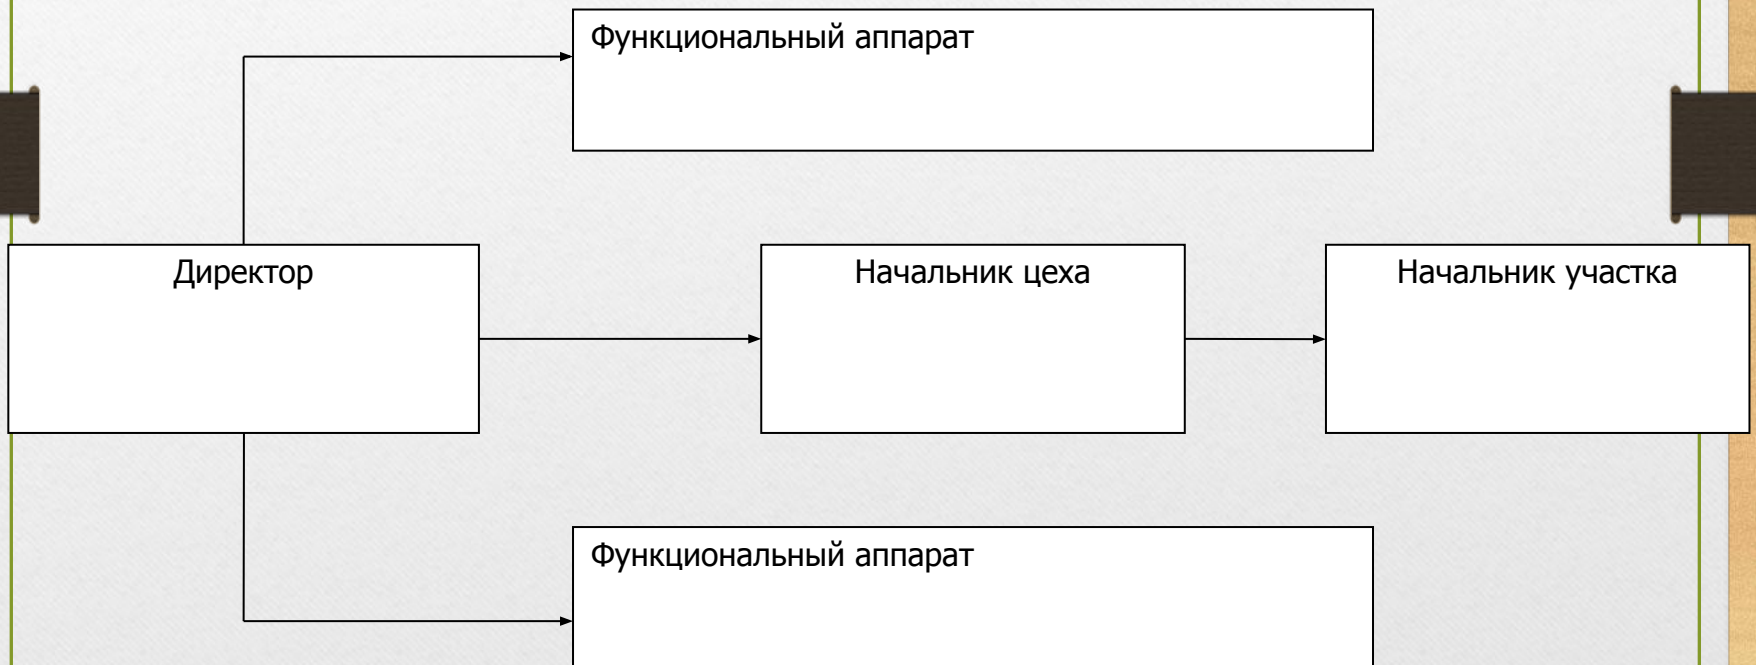 Функциональный аппарат
Директор
Начальник цеха
Начальник участка
Функциональный аппарат